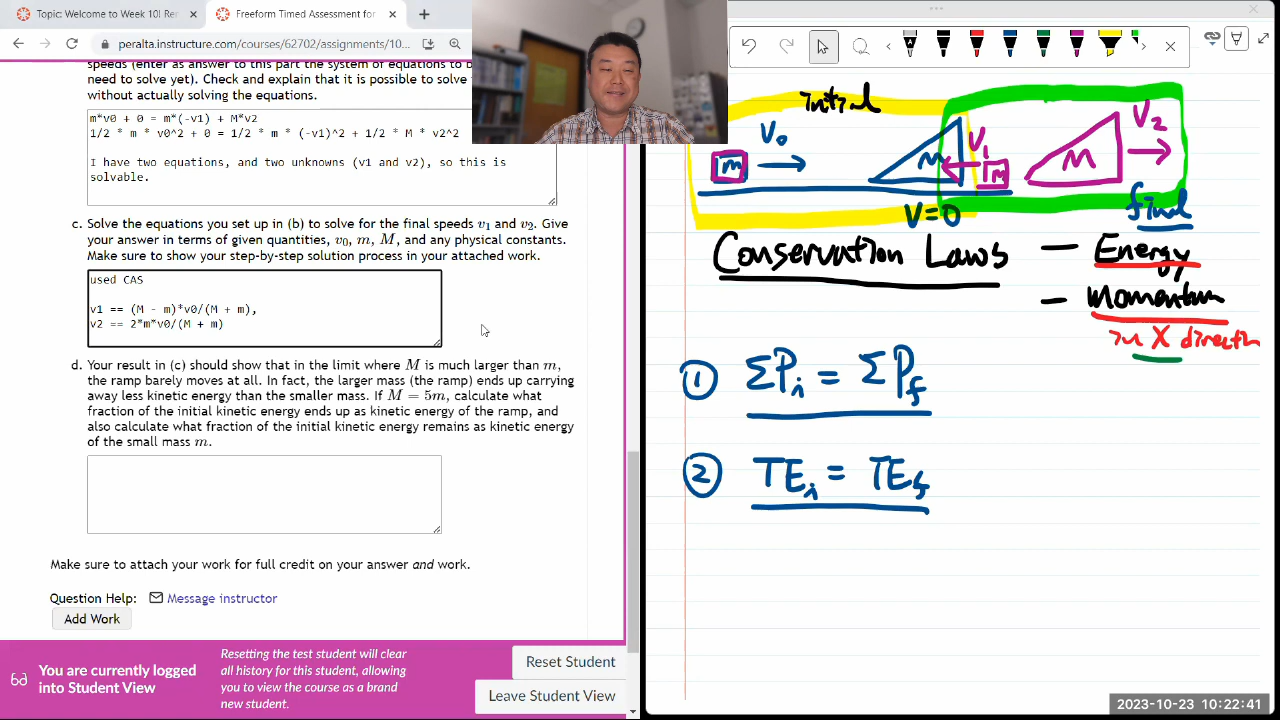 Topic: Welcome to Week 10| Re
Freeform Timed Assessment for
peralta.instructure.com/courses/62702/assignments/10...
speeds (enter as answer to this part the system of equations to b
need to solve yet). Check and explain that it is possible to solve
without actually solving the equations.
m*v0 = m*(-v1) + M*v2
1/2 * m * v0^2 + 0 = 1/2 * m * (-v1)^2 + 1/2 * M * v2^2
I have two equations, and two unknowns (v1 and v2), so this is
solvable.
c. Solve the equations you set up in (b) to solve for the final speeds v₁ and v₂. Give
your answer in terms of given quantities, v₀, m, M, and any physical constants.
Make sure to show your step-by-step solution process in your attached work.
used CAS
v1 == (M - m)*v0/(M + m),
v2 == 2*m*v0/(M + m)
d. Your result in (c) should show that in the limit where M is much larger than m,
the ramp barely moves at all. In fact, the larger mass (the ramp) ends up carrying
away less kinetic energy than the smaller mass. If M = 5m, calculate what
fraction of the initial kinetic energy ends up as kinetic energy of the ramp, and
also calculate what fraction of the initial kinetic energy remains as kinetic energy
of the small mass m.
Make sure to attach your work for full credit on your answer and work.
Question Help: Message instructor
Add Work
You are currently logged
into Student View
Resetting the test student will clear
all history for this student, allowing
you to view the course as a brand
new student.
Reset Student
Leave Student View
initial
m V₀ M V₁ m M V₂
V=0 final
Conservation Laws — Energy
— Momentum
in X direction
① ΣPᵢ = ΣP_f
② TEᵢ = TE_f
2023-10-23 10:22:41